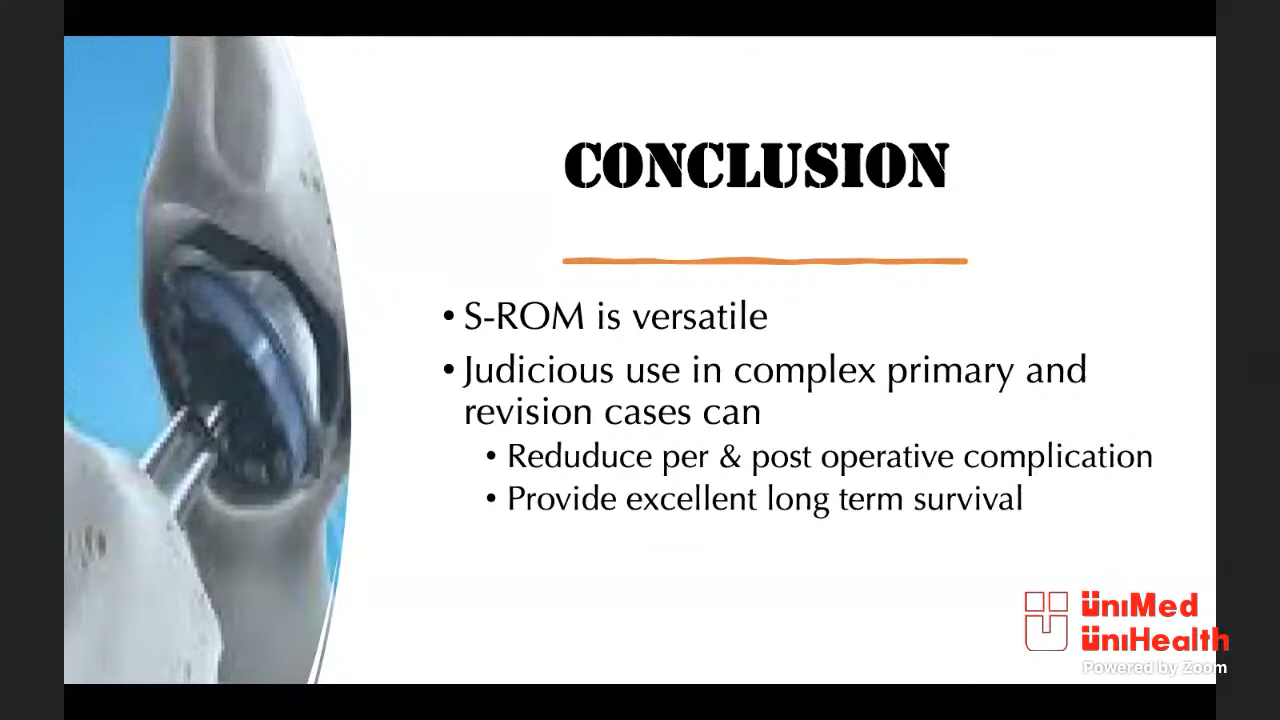 CONCLUSION
• S-ROM is versatile
• Judicious use in complex primary and
revision cases can
• Reduduce per & post operative complication
• Provide excellent long term survival
üniMed
üniHealth
Powered by Zoom